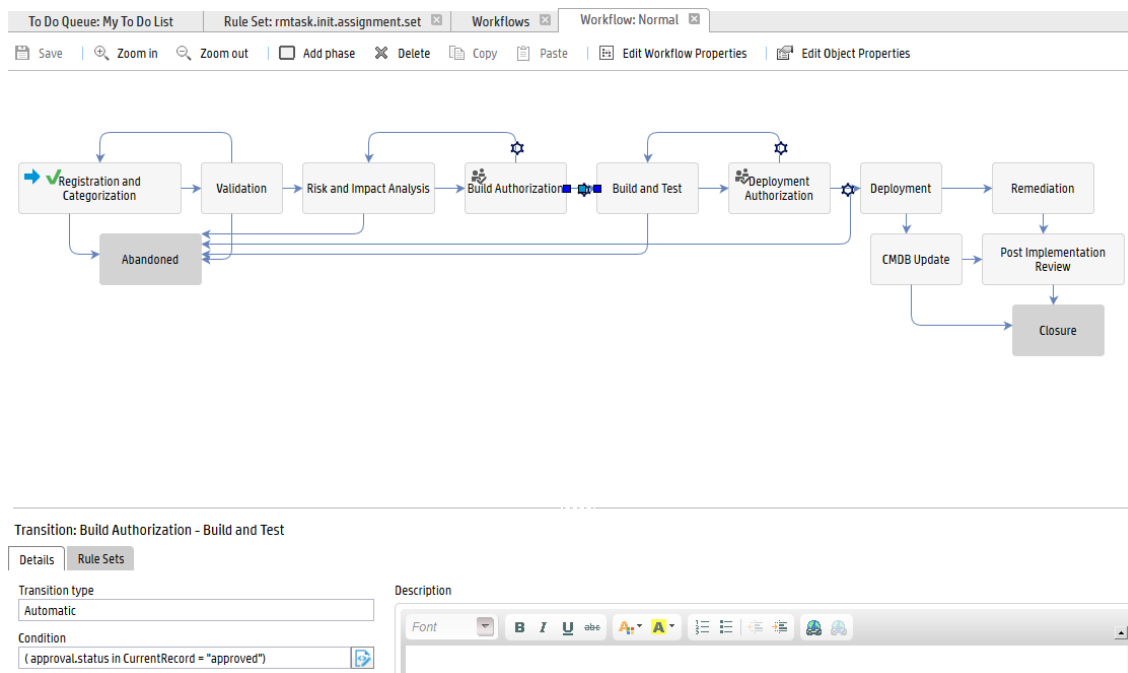 To Do Queue: My To Do List
Rule Set: rmtask.init.assignment.set
Workflows
Workflow: Normal
Save
Zoom in
Zoom out
Add phase
Delete
Copy
Paste
Edit Workflow Properties
Edit Object Properties
Registration and
Categorization
Validation
Risk and Impact Analysis
Build Authorization
Build and Test
Deployment
Authorization
Deployment
Remediation
Abandoned
CMDB Update
Post Implementation
Review
Closure
Transition: Build Authorization - Build and Test
Details
Rule Sets
Transition type
Automatic
Condition
( approval.status in CurrentRecord = "approved")
Description
Font
B
I
U
abc
A
A